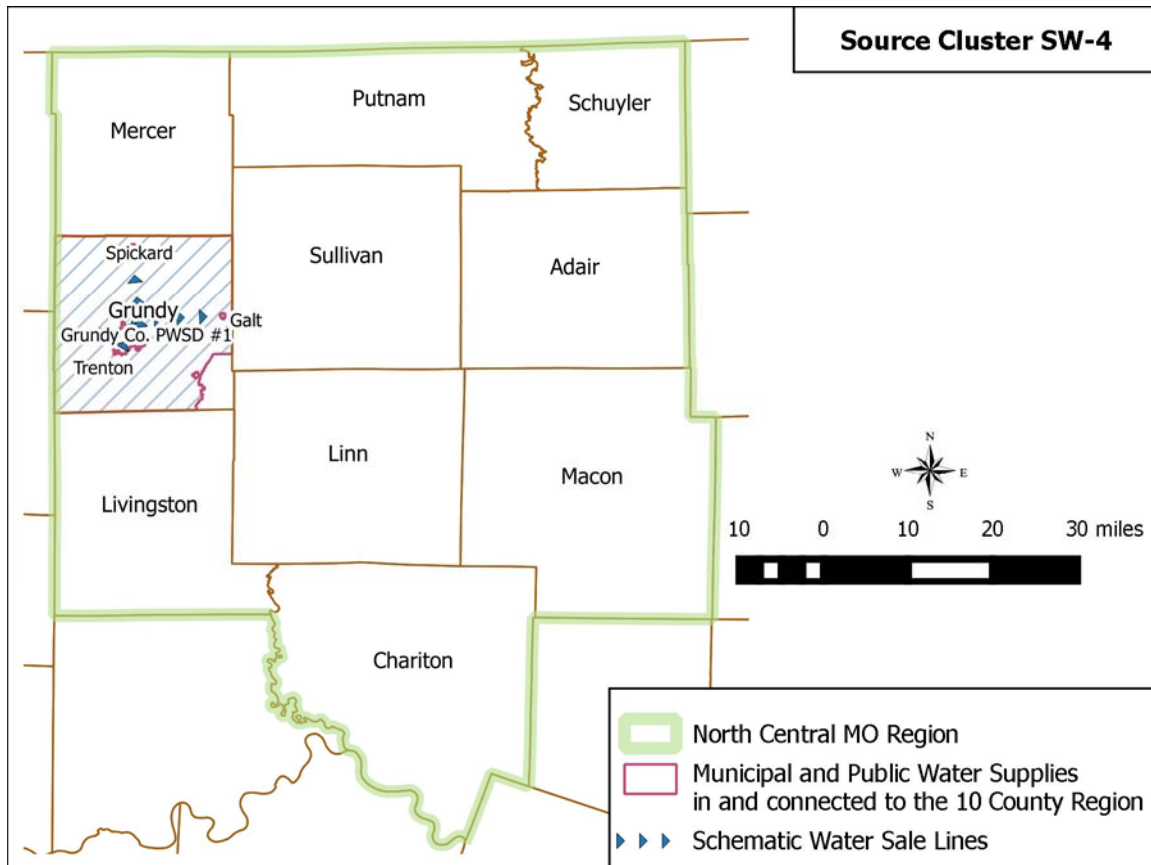 Source Cluster SW-4
Putnam
Schuyler
Mercer
Spickard
Sullivan
Adair
Grundy
Galt
Grundy Co. PWSD #1
Trenton
Linn
Macon
Livingston
N
W E
S
10 0 10 20 30 miles
Chariton
North Central MO Region
Municipal and Public Water Supplies
in and connected to the 10 County Region
Schematic Water Sale Lines